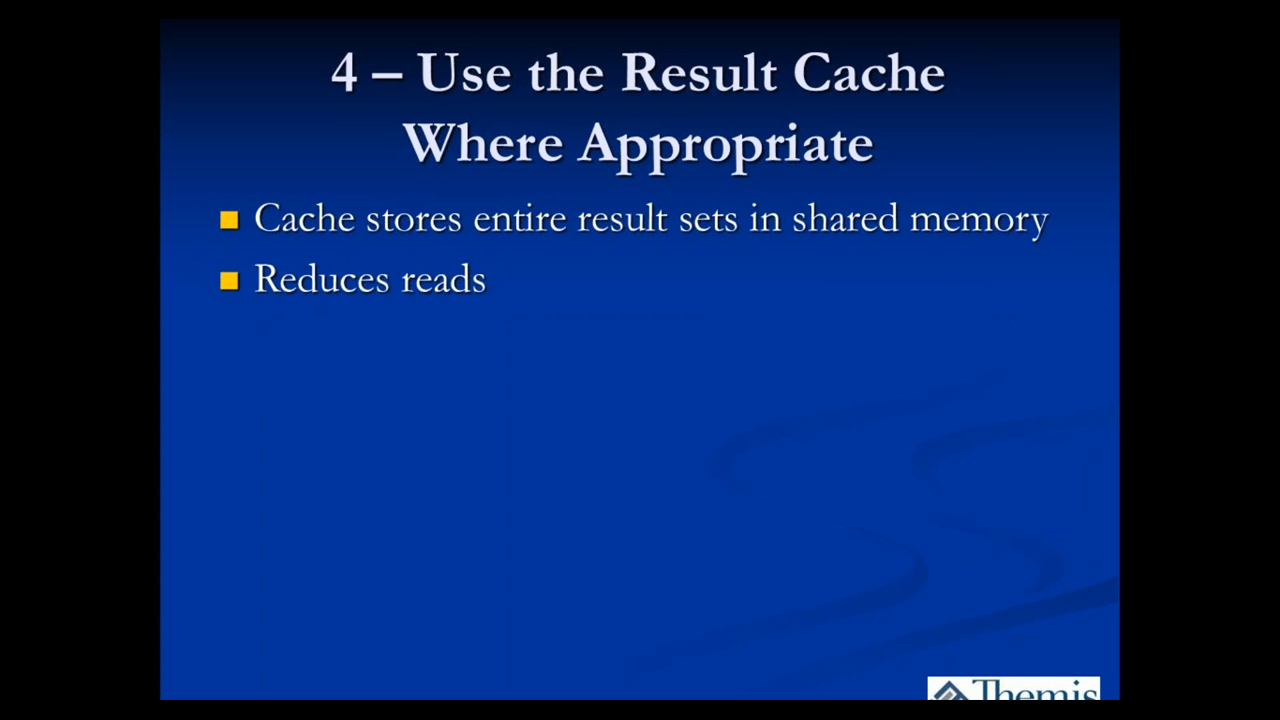 4 – Use the Result Cache
Where Appropriate
Cache stores entire result sets in shared memory
Reduces reads
Themis